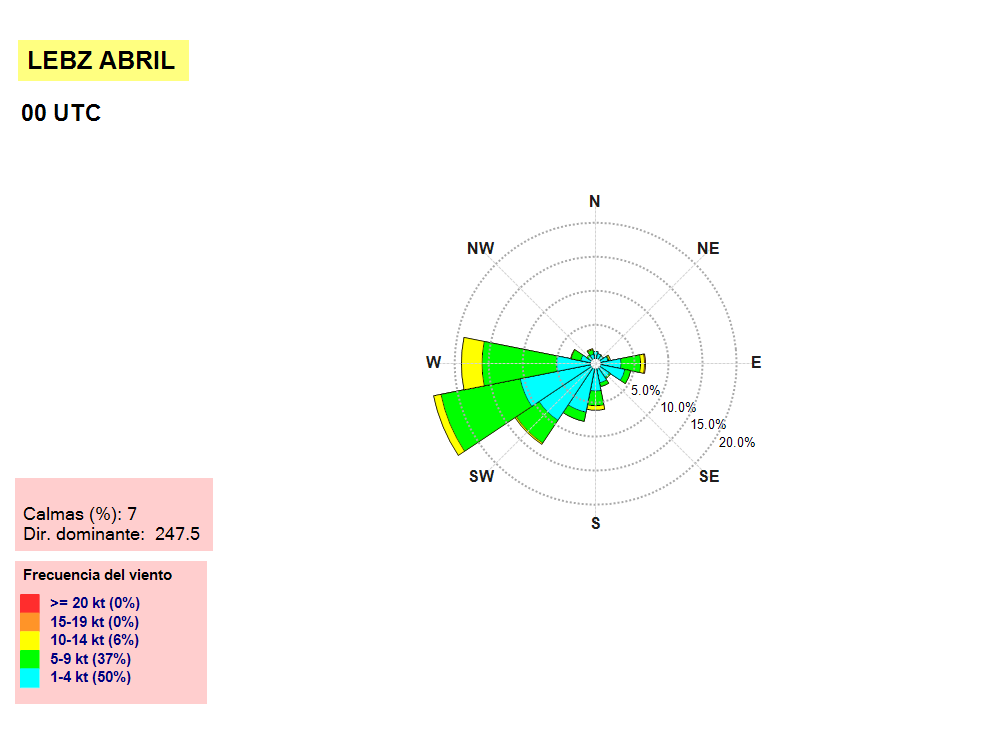 LEBZ ABRIL
00 UTC
N
NW
NE
W
E
5.0%
10.0%
15.0%
20.0%
SW
SE
S
Calmas (%): 7
Dir. dominante: 247.5
Frecuencia del viento
>= 20 kt (0%)
15-19 kt (0%)
10-14 kt (6%)
5-9 kt (37%)
1-4 kt (50%)